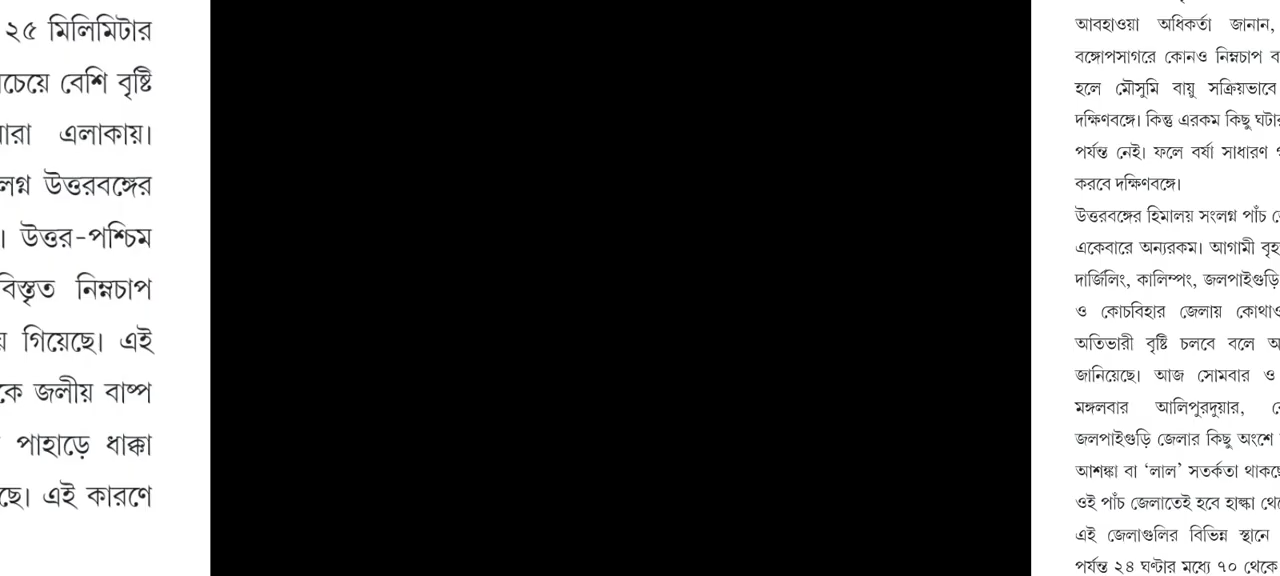 ২৫ মিলিমিটার
বেশি বৃষ্টি
এলাকায়।
উত্তরবঙ্গের
। উত্তর-পশ্চিম
বিস্তৃত নিম্নচাপ
গিয়েছে। এই
জলীয় বাষ্প
পাহাড়ে ধাক্কা
এই কারণে
আবহাওয়া অধিকর্তা জানান,
বঙ্গোপসাগরে কোনও নিম্নচাপ
হলে মৌসুমি বায়ু সক্রিয়ভাবে
দক্ষিণবঙ্গে। কিন্তু এরকম কিছু
পর্যন্ত নেই। ফলে বর্ষা সাধারণ
করবে দক্ষিণবঙ্গে।
উত্তরবঙ্গের হিমালয় সংলগ্ন পাঁচ
একেবারে অন্যরকম। আগামী
দার্জিলিং, কালিম্পং, জলপাইগুড়ি
ও কোচবিহার জেলায়
অতিভারী বৃষ্টি চলবে বলে
জানিয়েছে। আজ সোমবার ও
মঙ্গলবার আলিপুরদুয়ার,
জলপাইগুড়ি জেলার কিছু অংশে
আশঙ্কা বা ‘লাল’ সতর্কতা
ওই পাঁচ জেলাতেই হবে হাল্কা
এই জেলাগুলির বিভিন্ন স্থানে
পর্যন্ত ২৪ ঘণ্টার মধ্যে ৭০ থেকে